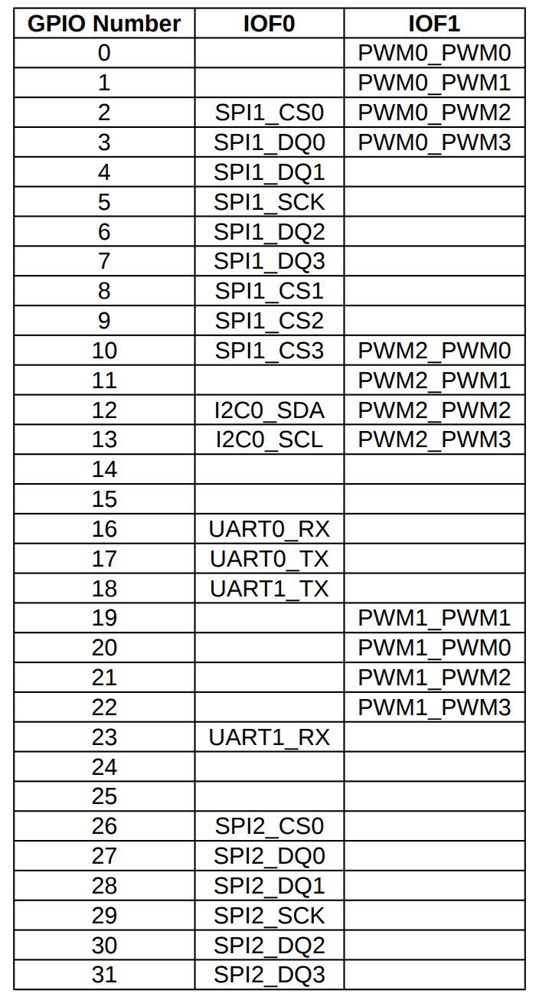 GPIO Number IOF0 IOF1
0 PWM0_PWM0
1 PWM0_PWM1
2 SPI1_CS0 PWM0_PWM2
3 SPI1_DQ0 PWM0_PWM3
4 SPI1_DQ1
5 SPI1_SCK
6 SPI1_DQ2
7 SPI1_DQ3
8 SPI1_CS1
9 SPI1_CS2
10 SPI1_CS3 PWM2_PWM0
11 PWM2_PWM1
12 I2C0_SDA PWM2_PWM2
13 I2C0_SCL PWM2_PWM3
14
15
16 UART0_RX
17 UART0_TX
18 UART1_TX
19 PWM1_PWM1
20 PWM1_PWM0
21 PWM1_PWM2
22 PWM1_PWM3
23 UART1_RX
24
25
26 SPI2_CS0
27 SPI2_DQ0
28 SPI2_DQ1
29 SPI2_SCK
30 SPI2_DQ2
31 SPI2_DQ3